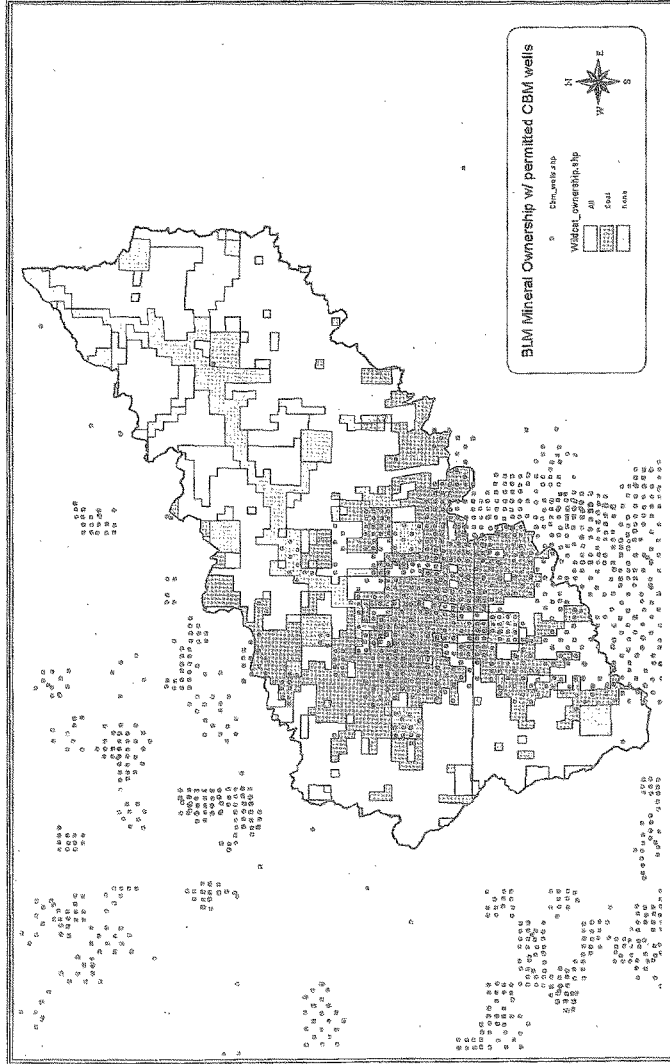 BLM Mineral Ownership w/ permitted CBM wells
Cbm_wells.shp
Wildcat_ownership.shp
All
Coal
None
N
W
E
S